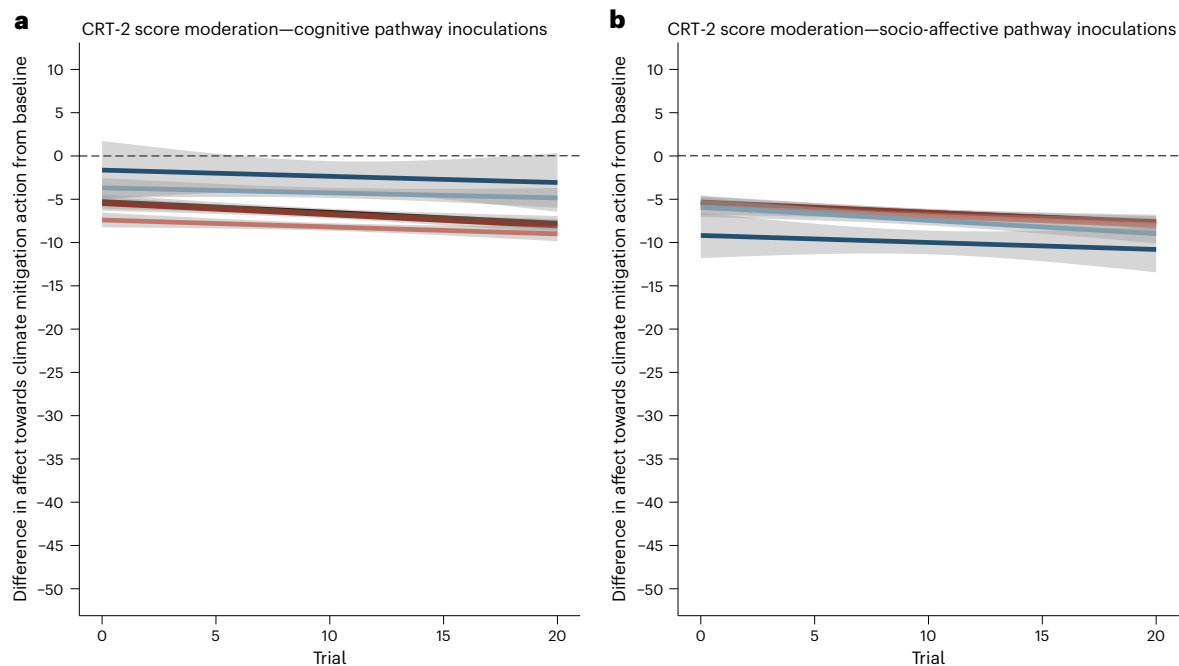 a
CRT-2 score moderation—cognitive pathway inoculations
Difference in affect towards climate mitigation action from baseline
10
5
0
−5
−10
−15
−20
−25
−30
−35
−40
−45
−50
0 5 10 15 20
Trial
b
CRT-2 score moderation—socio-affective pathway inoculations
Difference in affect towards climate mitigation action from baseline
10
5
0
−5
−10
−15
−20
−25
−30
−35
−40
−45
−50
0 5 10 15 20
Trial